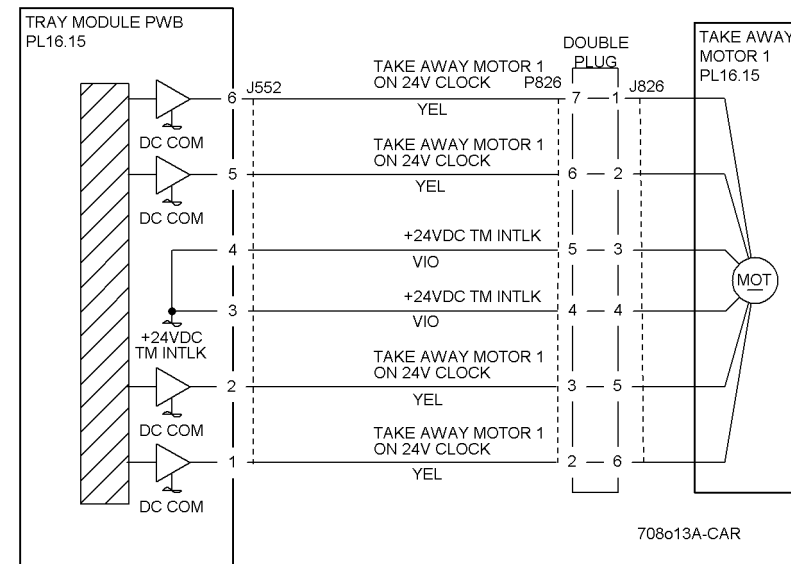 TRAY MODULE PWB
PL16.15
TAKE AWAY
MOTOR 1
PL16.15
DOUBLE
PLUG
J552
P826
J826
TAKE AWAY MOTOR 1
ON 24V CLOCK
6
YEL
7
1
DC COM
TAKE AWAY MOTOR 1
ON 24V CLOCK
5
YEL
6
2
DC COM
+24VDC TM INTLK
4
VIO
5
3
MOT
+24VDC TM INTLK
3
VIO
4
4
+24VDC
TM INTLK
TAKE AWAY MOTOR 1
ON 24V CLOCK
2
YEL
3
5
DC COM
TAKE AWAY MOTOR 1
ON 24V CLOCK
1
YEL
2
6
DC COM
708o13A-CAR